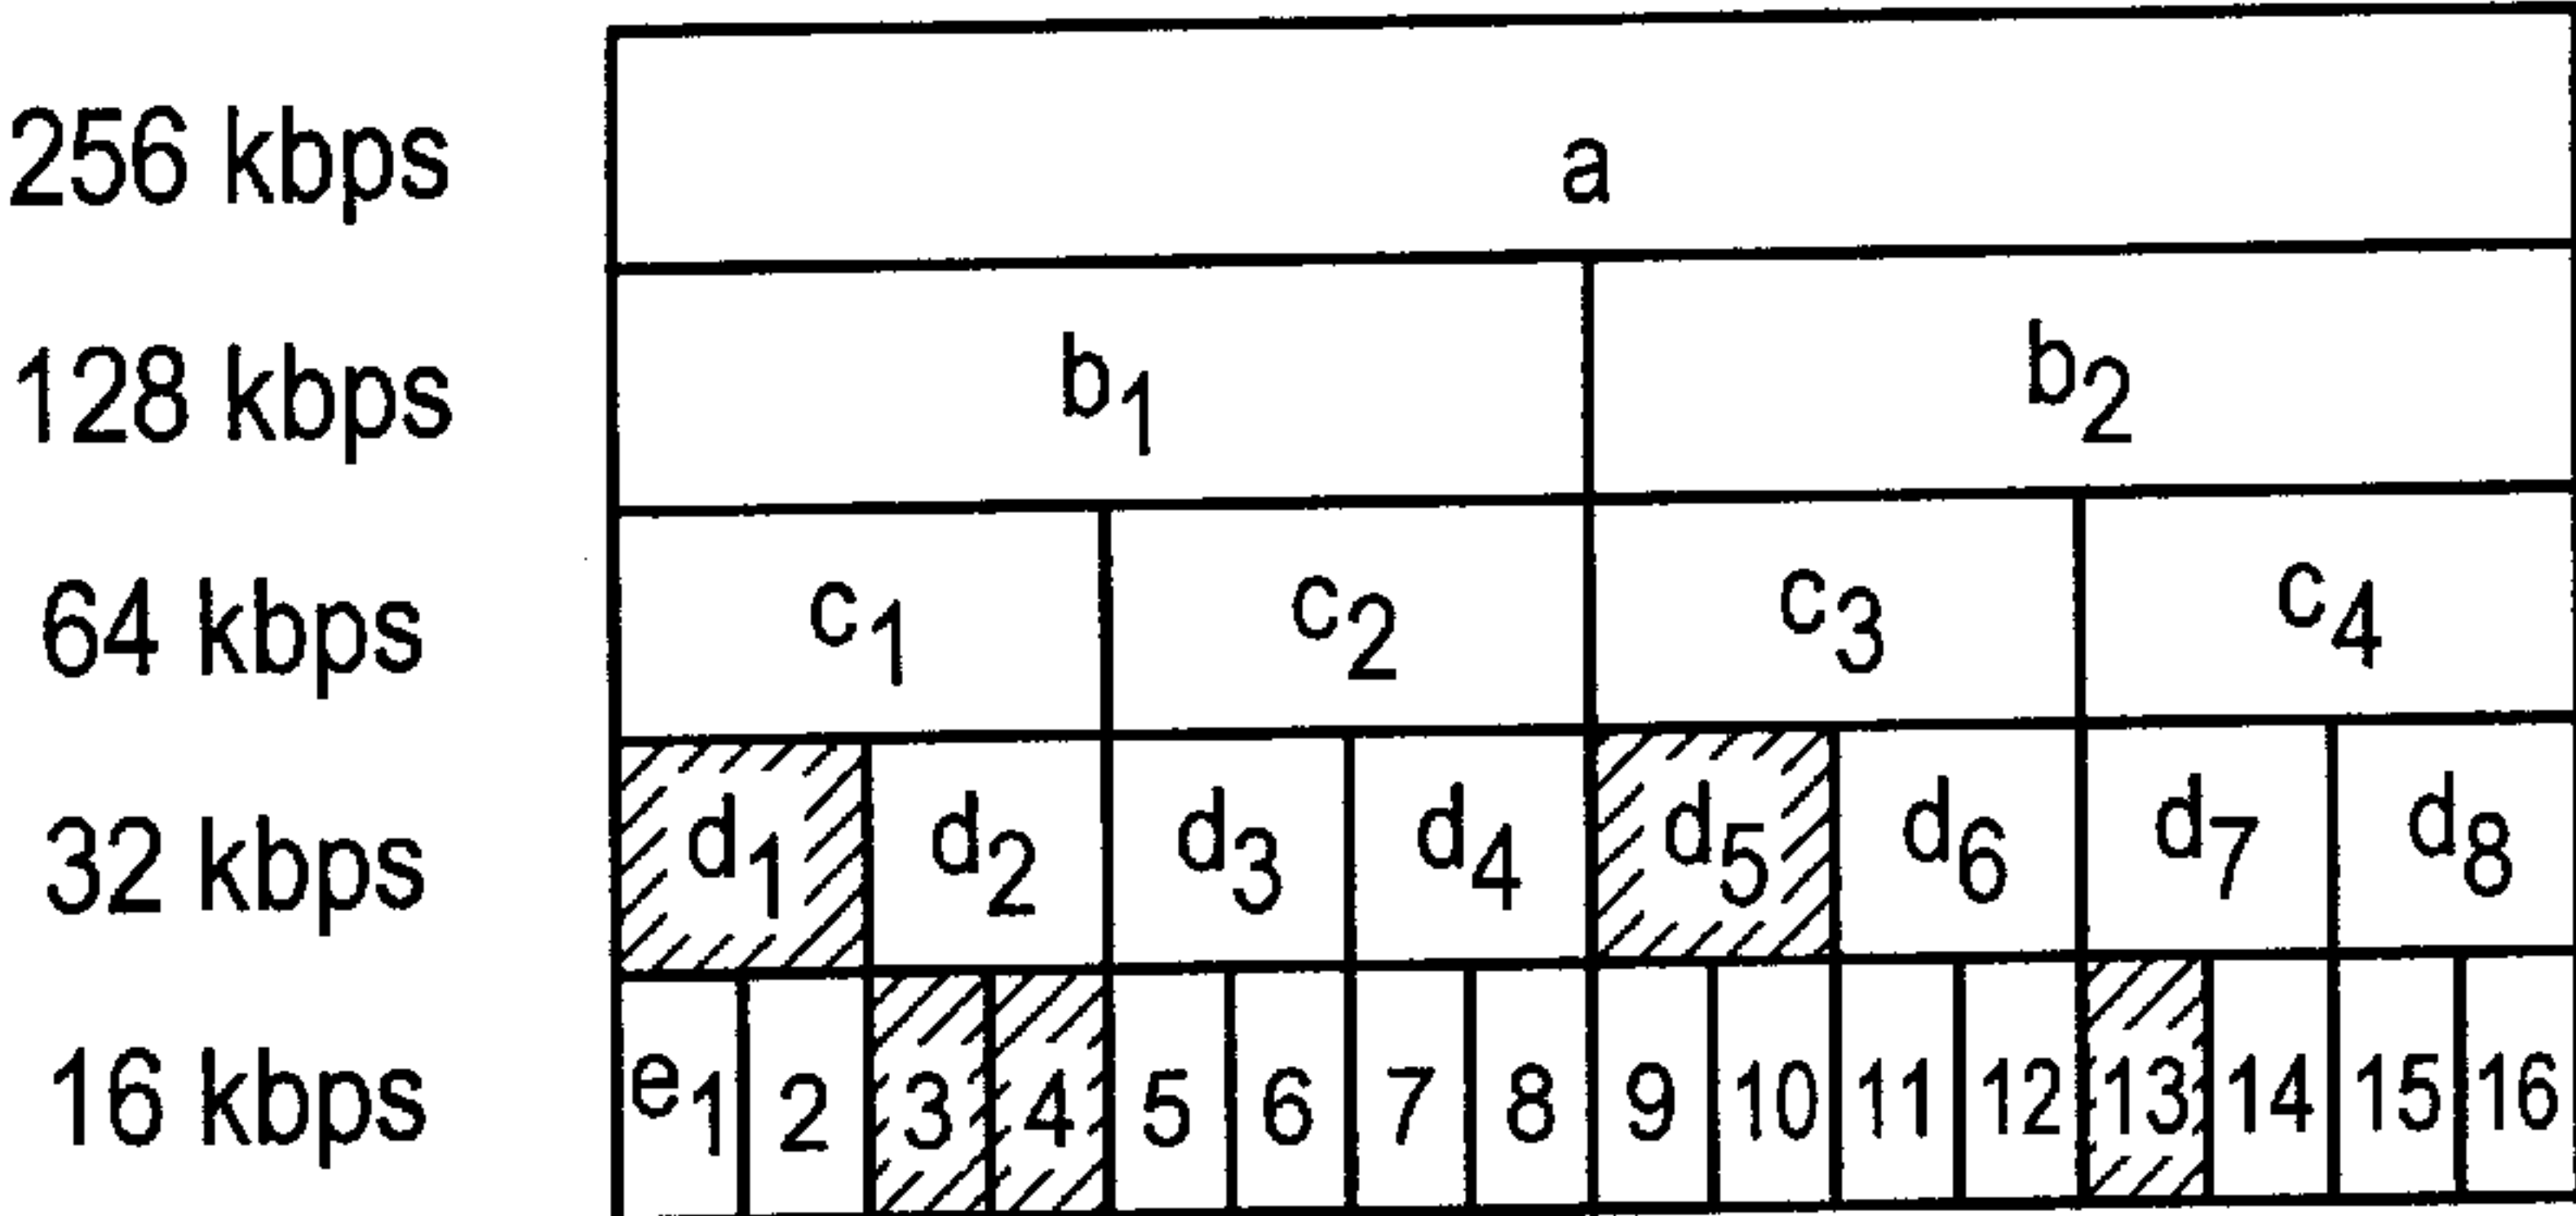 256 kbps a
128 kbps b1 b2
64 kbps c1 c2 c3 c4
32 kbps d1 d2 d3 d4 d5 d6 d7 d8
16 kbps e1 2 3 4 5 6 7 8 9 10 11 12 13 14 15 16